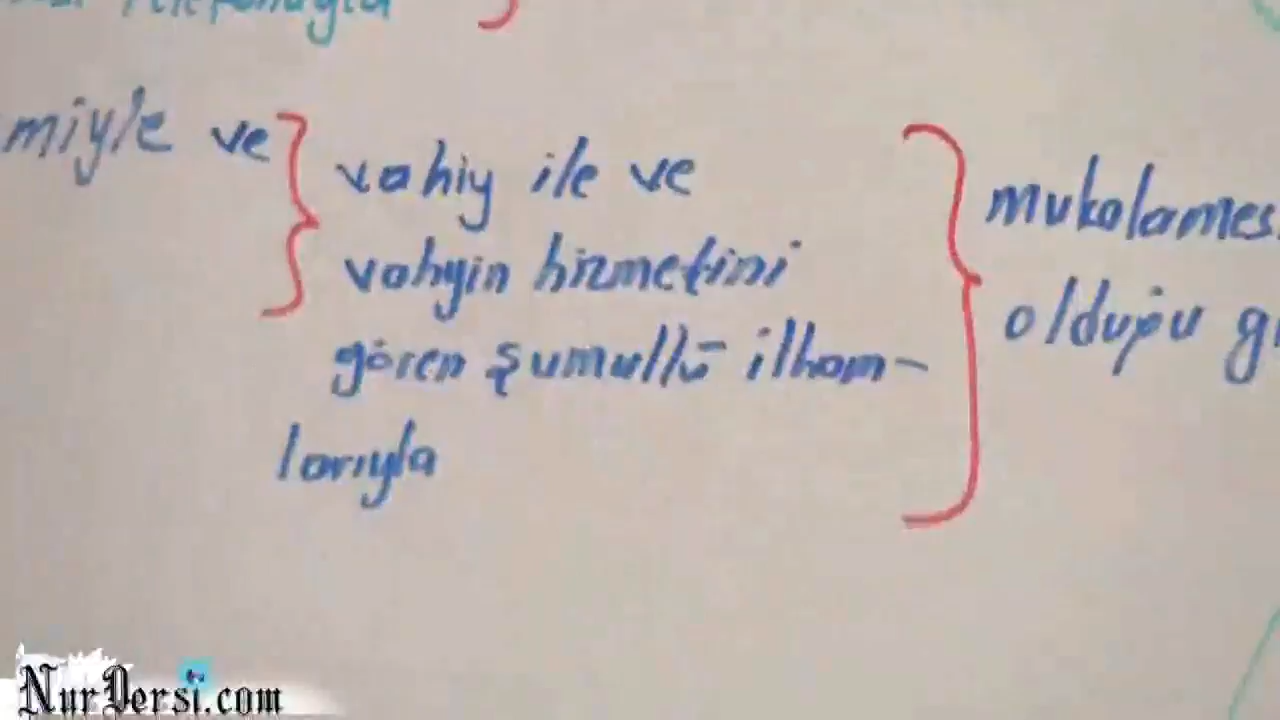 miyle ve
vahiy ile ve
vahyin hizmetini
gören şumullü ilham-
larıyla
mukalames
olduğu g
NurDersi.com